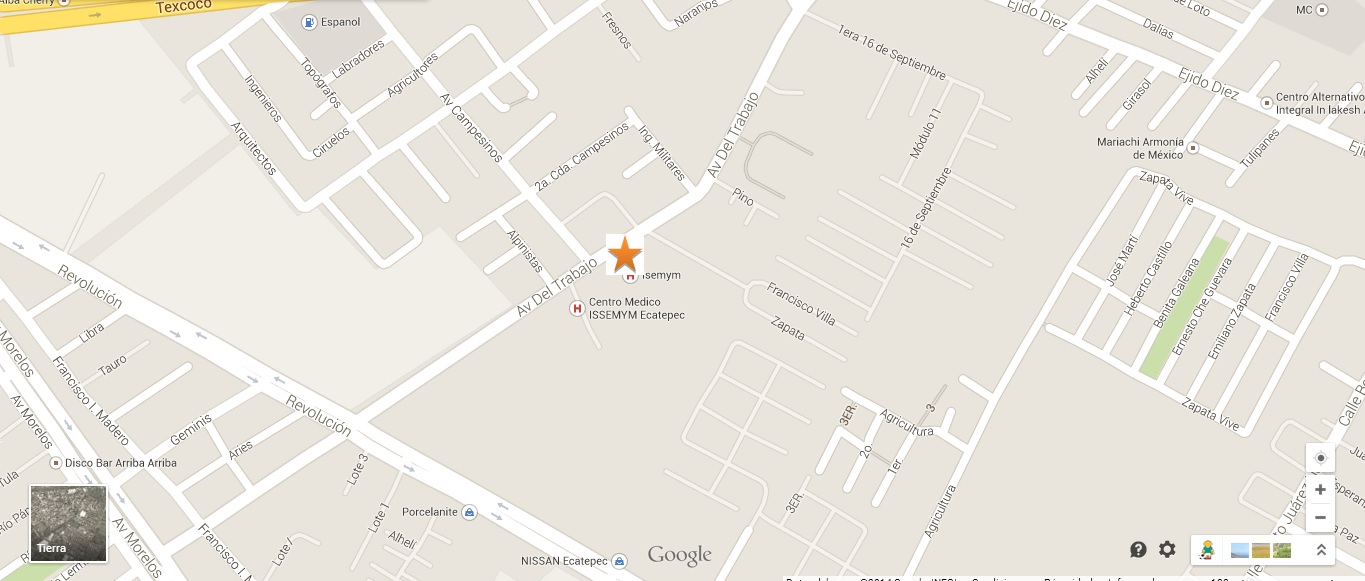 Texcoco
Espanol
Naranjos
Fresnos
Ejido Diez
Dalias
MC
Labradores
Topógrafos
Agricultores
Ingenieros
Ciruelos
Arquitectos
Av Campesinos
1era 16 de Septiembre
Alhelí
Girasol
Ejido Diez
Centro Alternativo
Integral In lakesh
Mariachi Armonía
de México
Tulipanes
Av Del Trabajo
Módulo 11
2a. Cda. Campesinos
Ing. Militares
Pino
16 de Septiembre
Zapata Vive
Alpinistas
Isemym
Av Del Trabajo
Centro Medico
ISSEMYM Ecatepec
Francisco Villa
Zapata
José Martí
Heberto Castillo
Benita Galeana
Ernesto Che Guevara
Emiliano Zapata
Francisco Villa
Revolución
Libra
Tauro
Francisco I. Madero
Av Morelos
Geminis
Aries
Revolución
Disco Bar Arriba Arriba
3ER.
Agricultura
3
2o.
1er.
Zapata Vive
Lote 3
Lote 1
Porcelanite
Alhelí
3ER.
Agricultura
Tierra
Av Morelos
NISSAN Ecatepec
Google